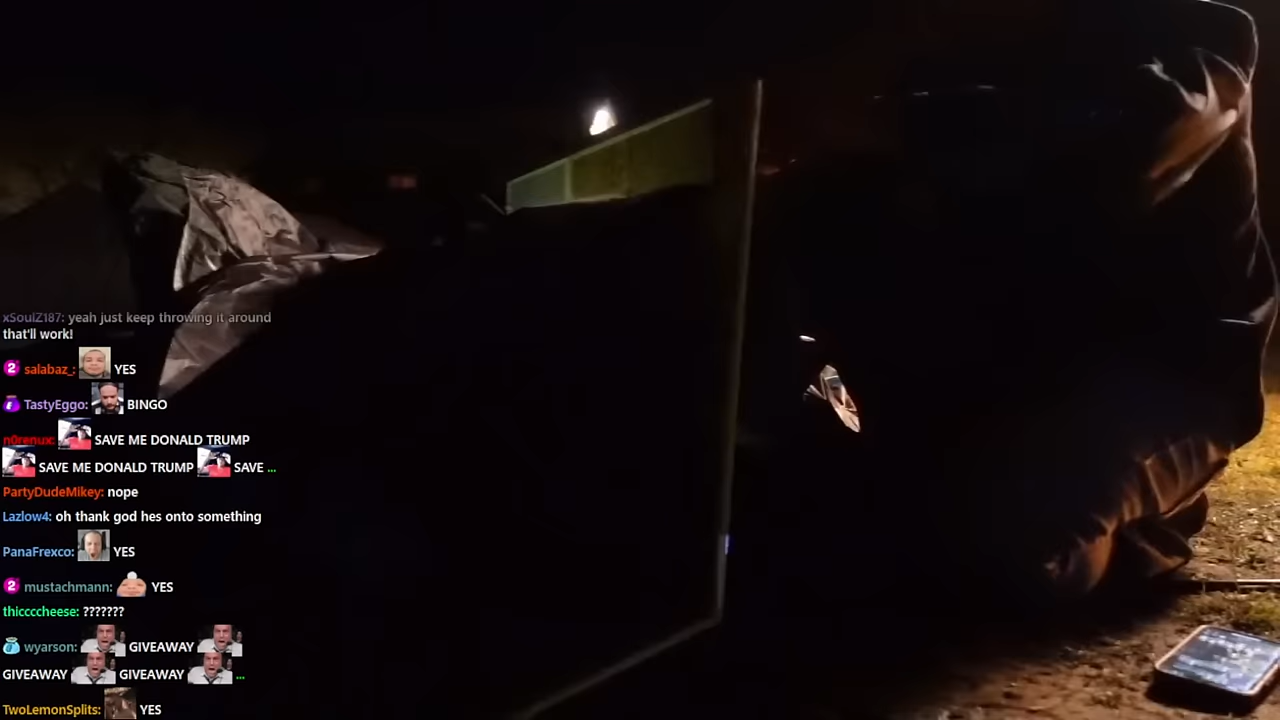 xSoulZ187: yeah just keep throwing it around
that'll work!
2 salabaz_: YES
TastyEggo: BINGO
n0renux: SAVE ME DONALD TRUMP
SAVE ME DONALD TRUMP SAVE ...
PartyDudeMikey: nope
Lazlow4: oh thank god hes onto something
PanaFrexco: YES
2 mustachmann: YES
thiccccheese: ???????
wyarson: GIVEAWAY
GIVEAWAY GIVEAWAY ...
TwoLemonSplits: YES